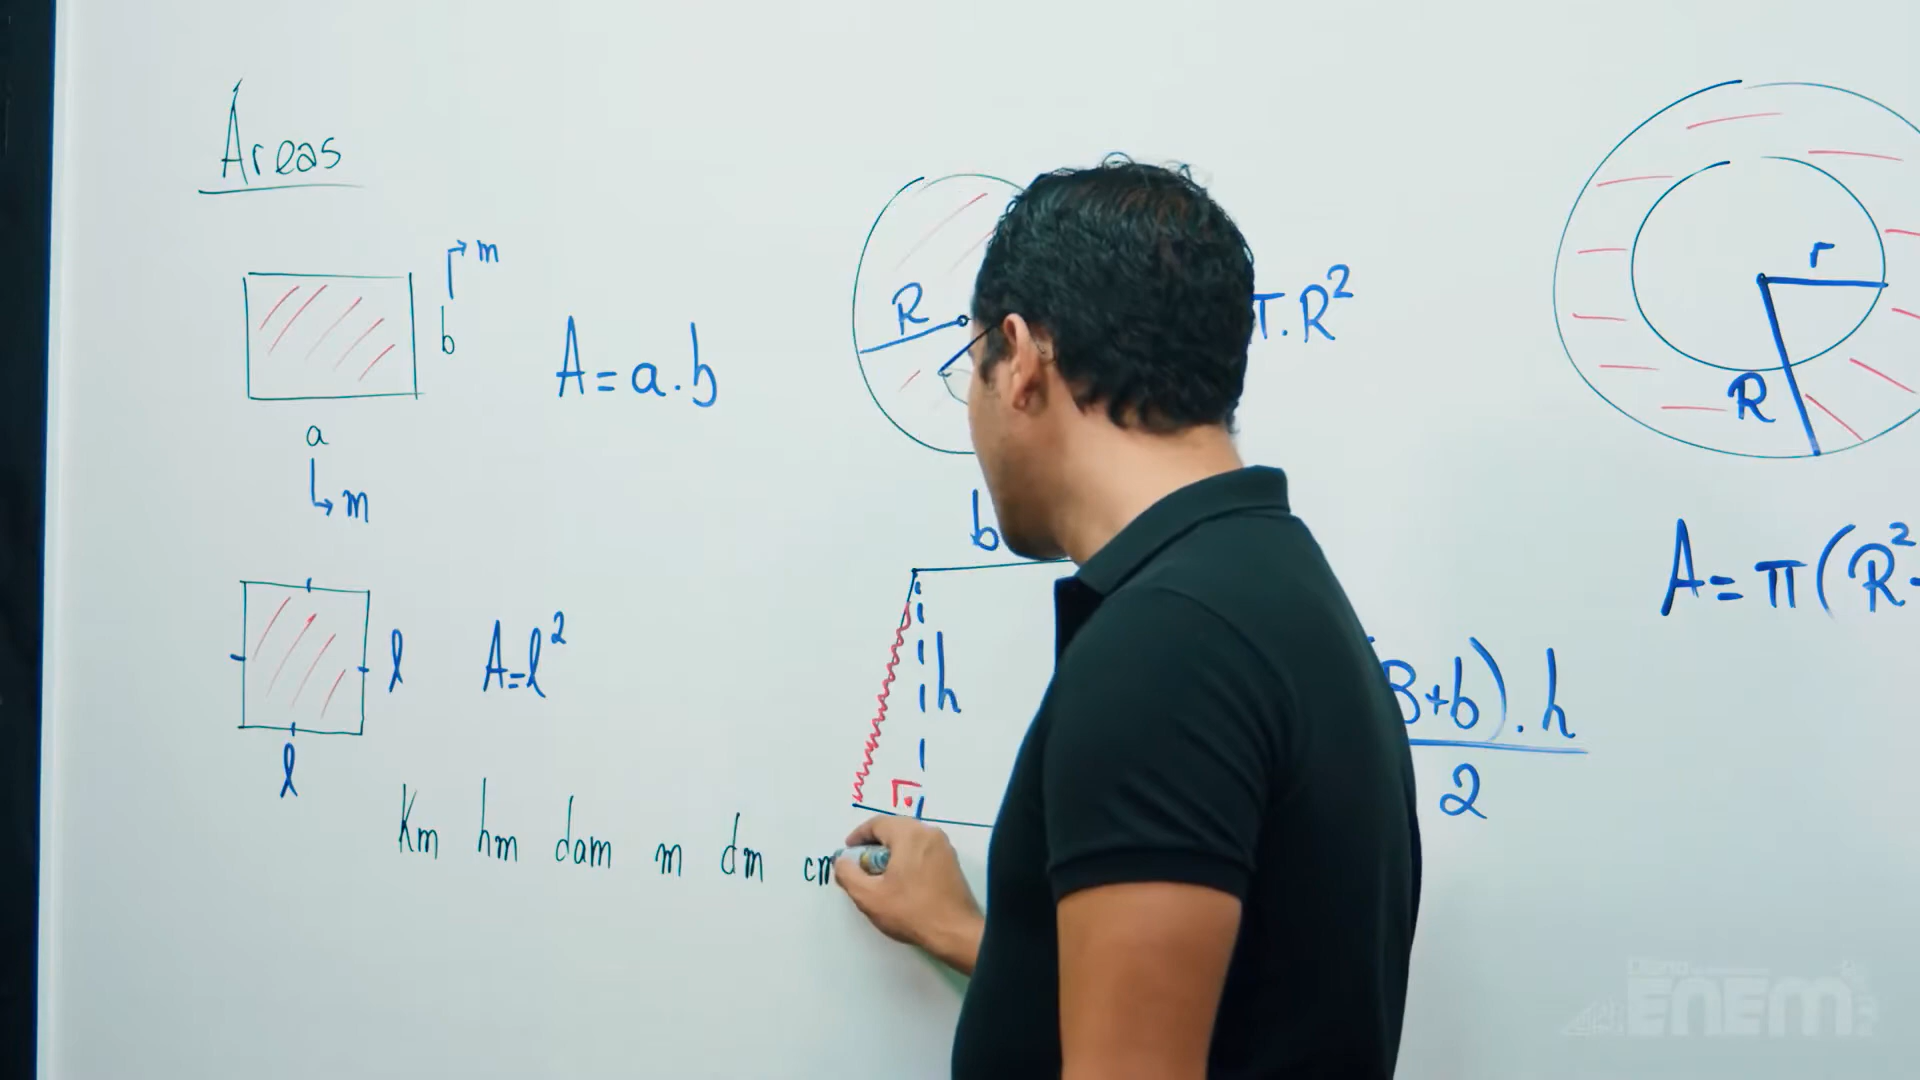 Áreas
m
b
A=a.b
a
m
l
A=l²
l
Km hm dam m dm cm
R
π.R²
b
h
B+b).h
2
r
R
A=π(R²-
ENEM